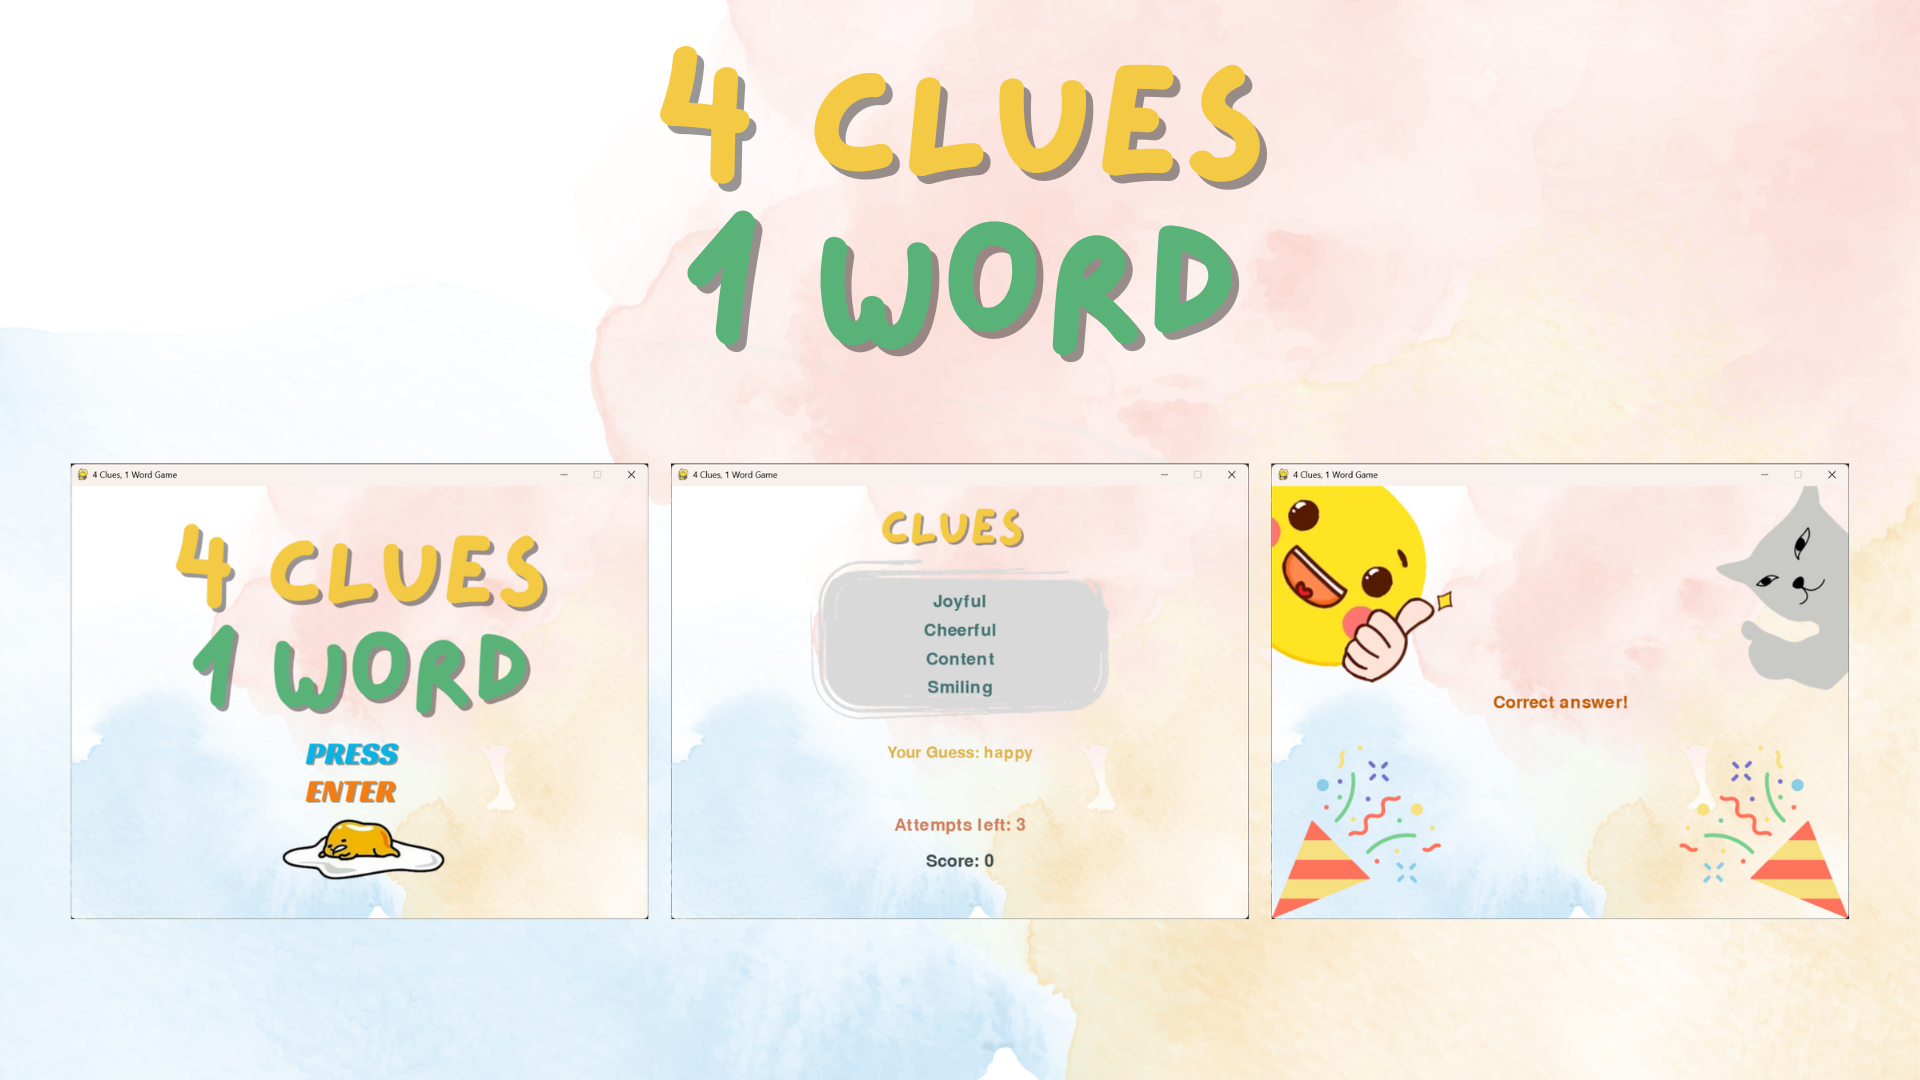 4 CLUES
1 WORD
4 Clues, 1 Word Game
4 CLUES
1 WORD
PRESS
ENTER
4 Clues, 1 Word Game
CLUES
Joyful
Cheerful
Content
Smiling
Your Guess: happy
Attempts left: 3
Score: 0
4 Clues, 1 Word Game
Correct answer!